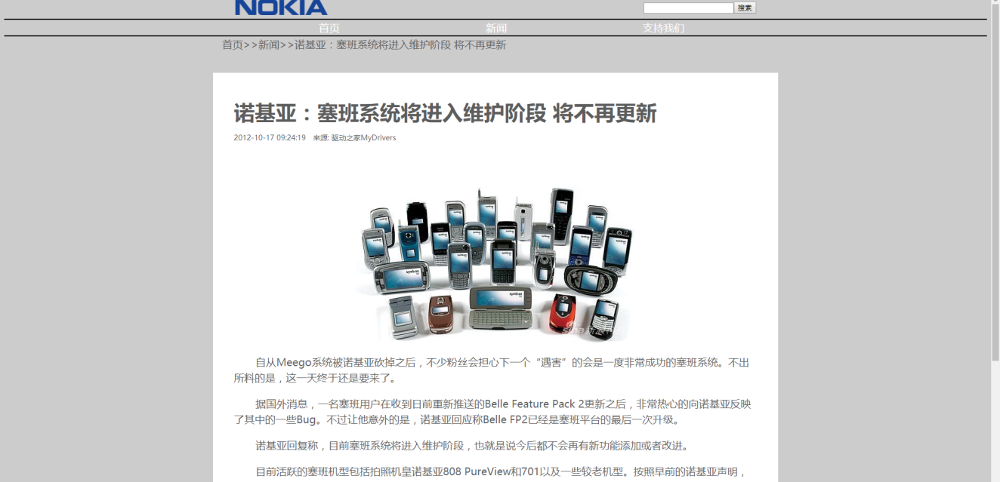 NOKIA
搜索
首页 新闻 支持我们
首页>>新闻>>诺基亚：塞班系统将进入维护阶段 将不再更新
诺基亚：塞班系统将进入维护阶段 将不再更新
2012-10-17 09:24:19 来源: 驱动之家MyDrivers
symbian
symbian
symbian
自从Meego系统被诺基亚砍掉之后，不少粉丝会担心下一个“遇害”的会是一度非常成功的塞班系统。不出
所料的是，这一天终于还是要来了。
据国外消息，一名塞班用户在收到日前重新推送的Belle Feature Pack 2更新之后，非常热心的向诺基亚反映
了其中的一些Bug。不过让他意外的是，诺基亚回应称Belle FP2已经是塞班平台的最后一次升级。
诺基亚回复称，目前塞班系统将进入维护阶段，也就是说今后都不会再有新功能添加或者改进。
目前活跃的塞班机型包括拍照机皇诺基亚808 PureView和701以及一些较老机型。按照早前的诺基亚声明，